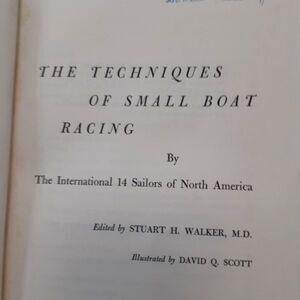 THE TECHNIQUES
OF SMALL BOAT
RACING
By
The International 14 Sailors of North America
Edited by STUART H. WALKER, M.D.
Illustrated by DAVID Q. SCOTT